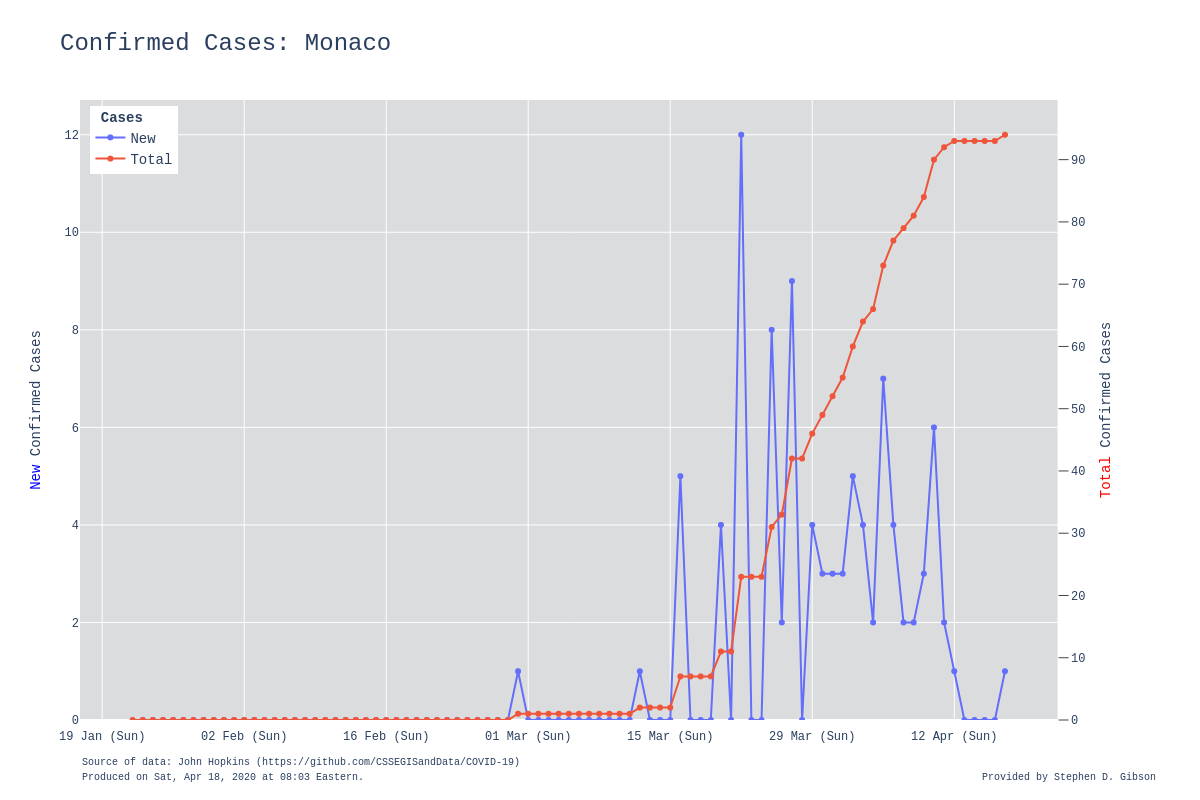 Confirmed Cases: Monaco
Cases
New
Total
12
10
8
6
4
2
0
New Confirmed Cases
90
80
70
60
50
40
30
20
10
0
Total Confirmed Cases
19 Jan (Sun) 02 Feb (Sun) 16 Feb (Sun) 01 Mar (Sun) 15 Mar (Sun) 29 Mar (Sun) 12 Apr (Sun)
Source of data: John Hopkins (https://github.com/CSSEGISandData/COVID-19)
Produced on Sat, Apr 18, 2020 at 08:03 Eastern.
Provided by Stephen D. Gibson